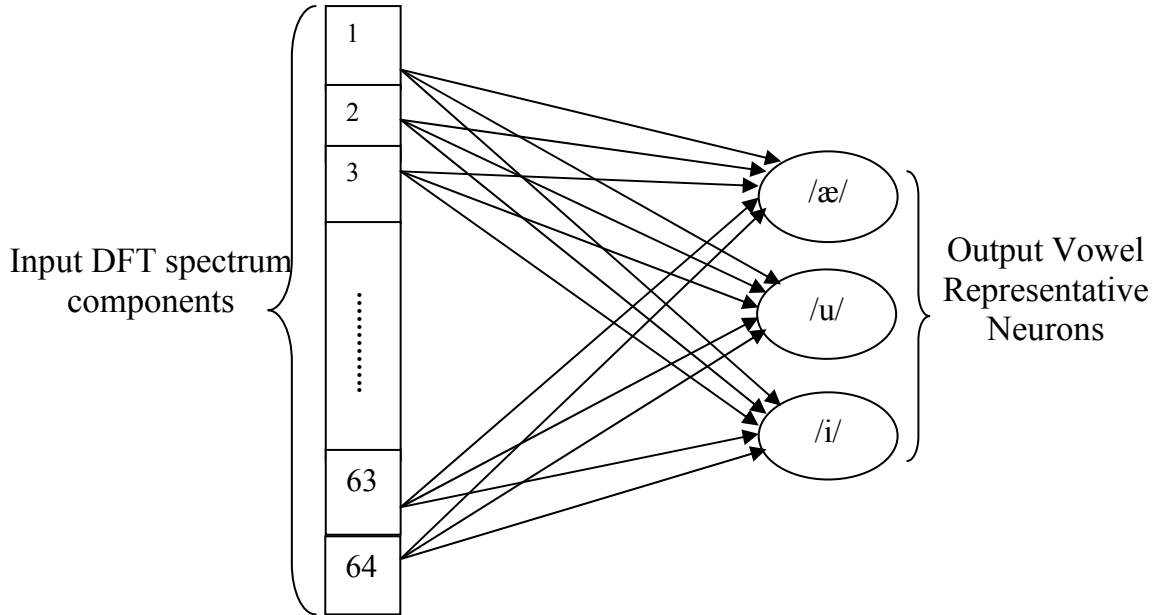 1
2
3
........
63
64
Input DFT spectrum
components
/æ/
/u/
/i/
Output Vowel
Representative
Neurons